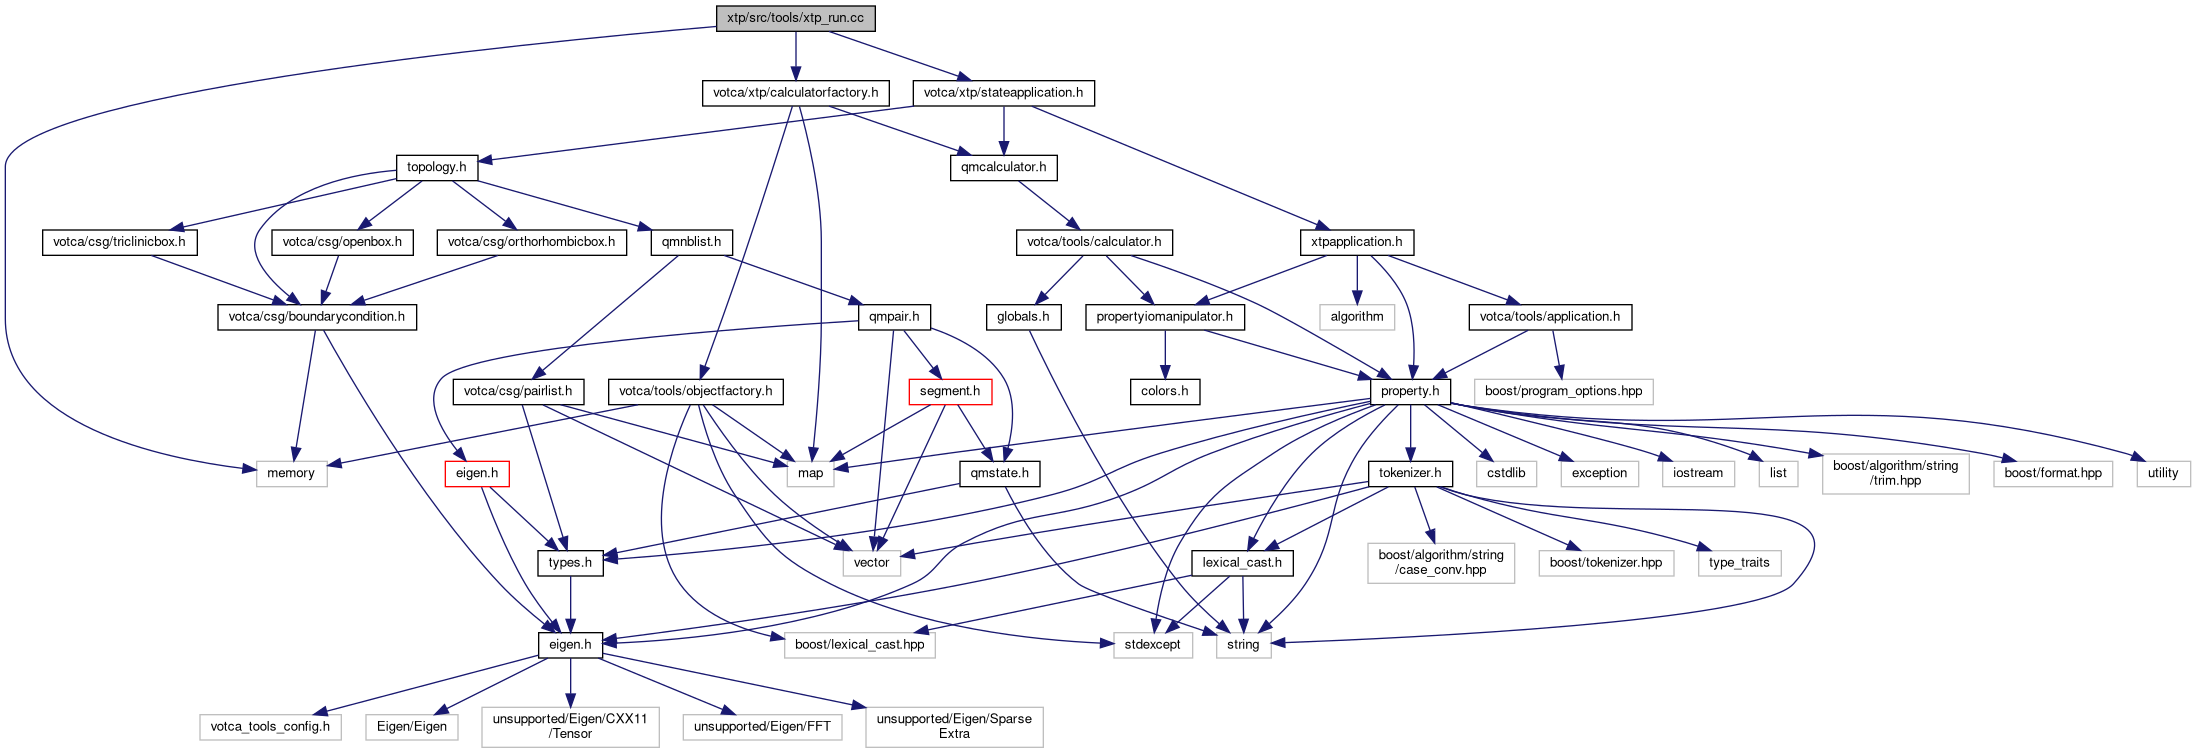 xtp/src/tools/xtp_run.cc
votca/xtp/calculatorfactory.h
votca/xtp/stateapplication.h
topology.h
qmcalculator.h
votca/csg/triclinicbox.h
votca/csg/openbox.h
votca/csg/orthorhombicbox.h
qmnblist.h
votca/tools/calculator.h
xtpapplication.h
votca/csg/boundarycondition.h
qmpair.h
globals.h
propertyiomanipulator.h
algorithm
votca/tools/application.h
votca/csg/pairlist.h
votca/tools/objectfactory.h
segment.h
colors.h
property.h
boost/program_options.hpp
memory
eigen.h
map
qmstate.h
tokenizer.h
cstdlib
exception
iostream
list
boost/algorithm/string
/trim.hpp
boost/format.hpp
utility
types.h
vector
lexical_cast.h
boost/algorithm/string
/case_conv.hpp
boost/tokenizer.hpp
type_traits
eigen.h
boost/lexical_cast.hpp
stdexcept
string
votca_tools_config.h
Eigen/Eigen
unsupported/Eigen/CXX11
/Tensor
unsupported/Eigen/FFT
unsupported/Eigen/Sparse
Extra